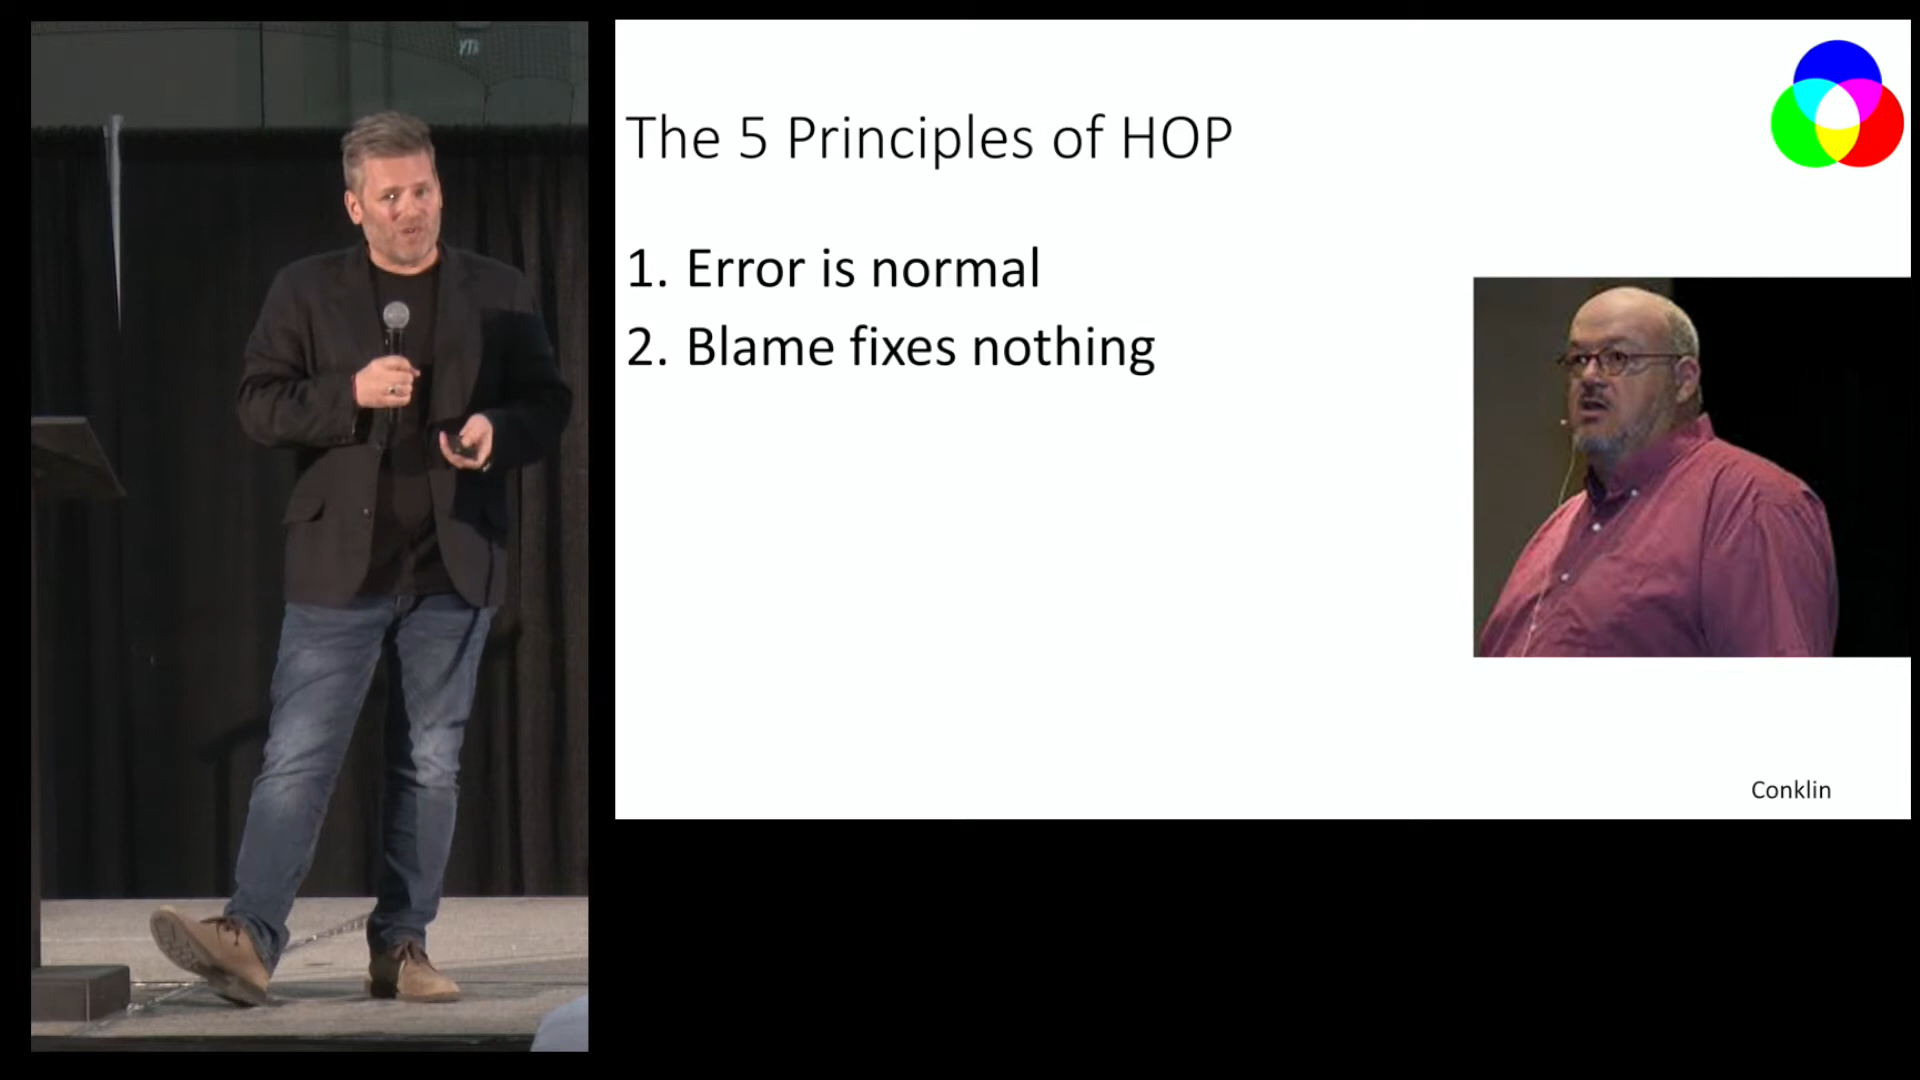 The 5 Principles of HOP
1. Error is normal
2. Blame fixes nothing
Conklin